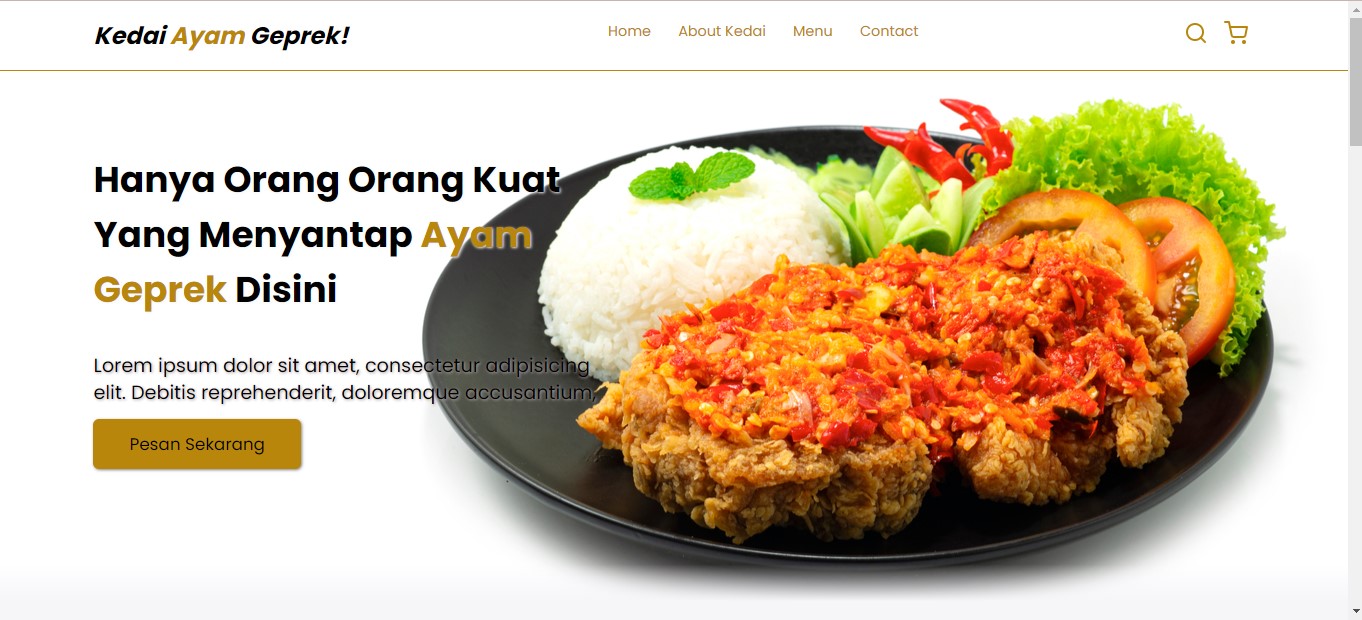 Kedai Ayam Geprek!
Home About Kedai Menu Contact
Hanya Orang Orang Kuat
Yang Menyantap Ayam
Geprek Disini
Lorem ipsum dolor sit amet, consectetur adipisicing
elit. Debitis reprehenderit, doloremque accusantium.
Pesan Sekarang